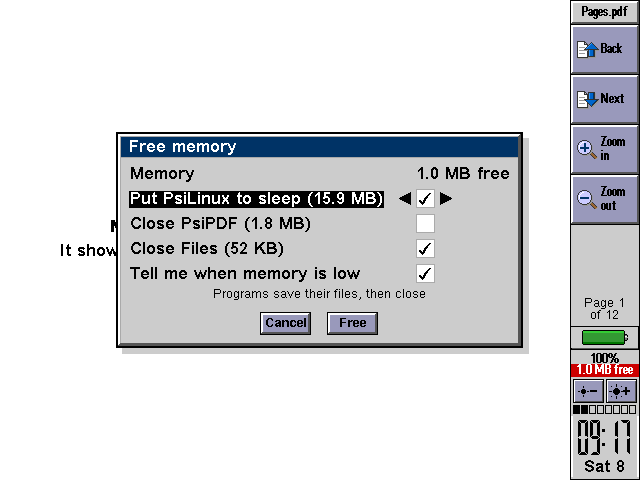 Pages.pdf
Back
Next
Zoom
in
Zoom
out
Free memory
Memory 1.0 MB free
Put PsiLinux to sleep (15.9 MB)
Close PsiPDF (1.8 MB)
It show
Close Files (52 KB)
Tell me when memory is low
Programs save their files, then close
Cancel Free
Page 1
of 12
100%
1.0 MB free
09:17
Sat 8